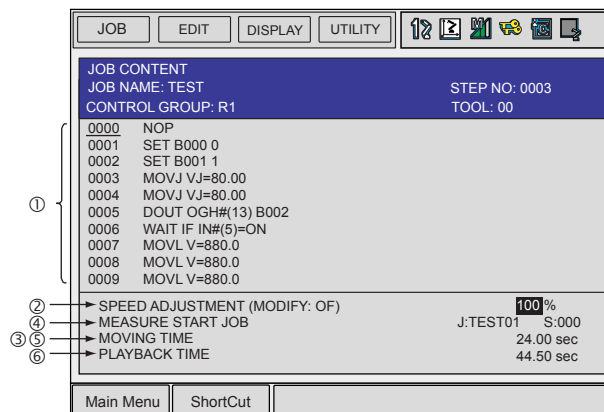 JOB EDIT DISPLAY UTILITY
JOB CONTENT
JOB NAME: TEST STEP NO: 0003
CONTROL GROUP: R1 TOOL: 00
0000 NOP
0001 SET B000 0
0002 SET B001 1
0003 MOVJ VJ=80.00
0004 MOVJ VJ=80.00
0005 DOUT OGH#(13) B002
0006 WAIT IF IN#(5)=ON
0007 MOVL V=880.0
0008 MOVL V=880.0
0009 MOVL V=880.0
①
② SPEED ADJUSTMENT (MODIFY: OF) 100 %
④ MEASURE START JOB J:TEST01 S:000
③⑤ MOVING TIME 24.00 sec
⑥ PLAYBACK TIME 44.50 sec
Main Menu ShortCut